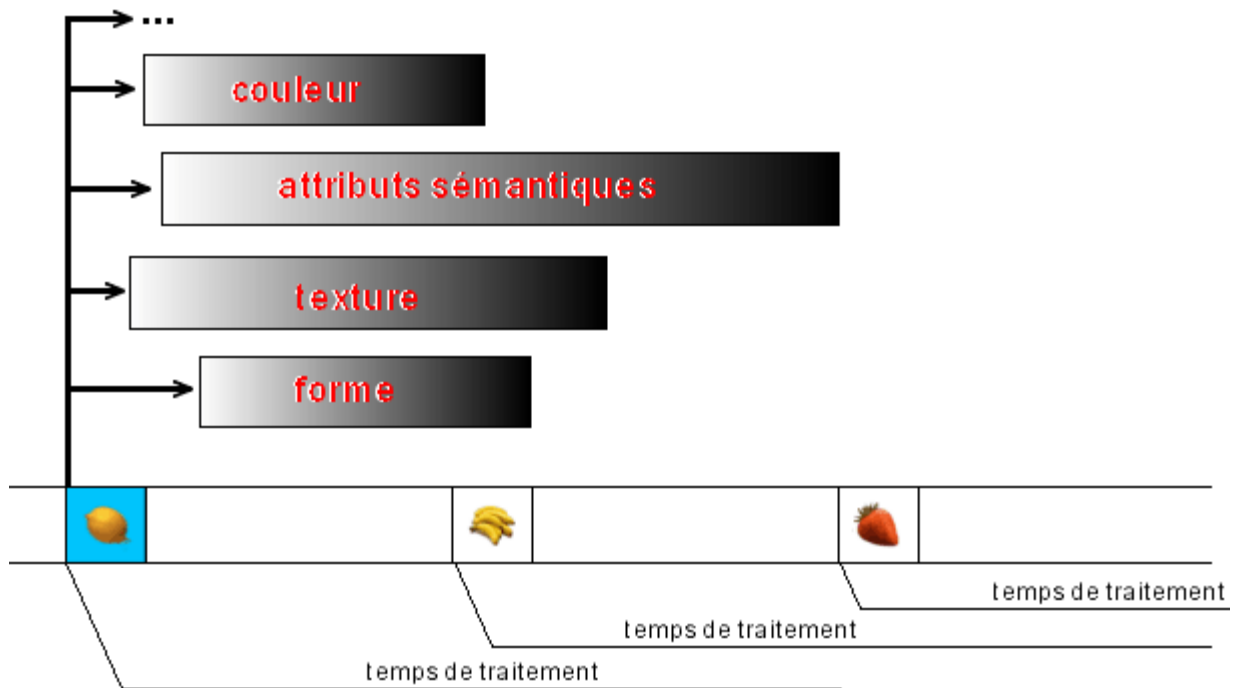 ...
couleur
attributs sémantiques
texture
forme
temps de traitement
temps de traitement
temps de traitement